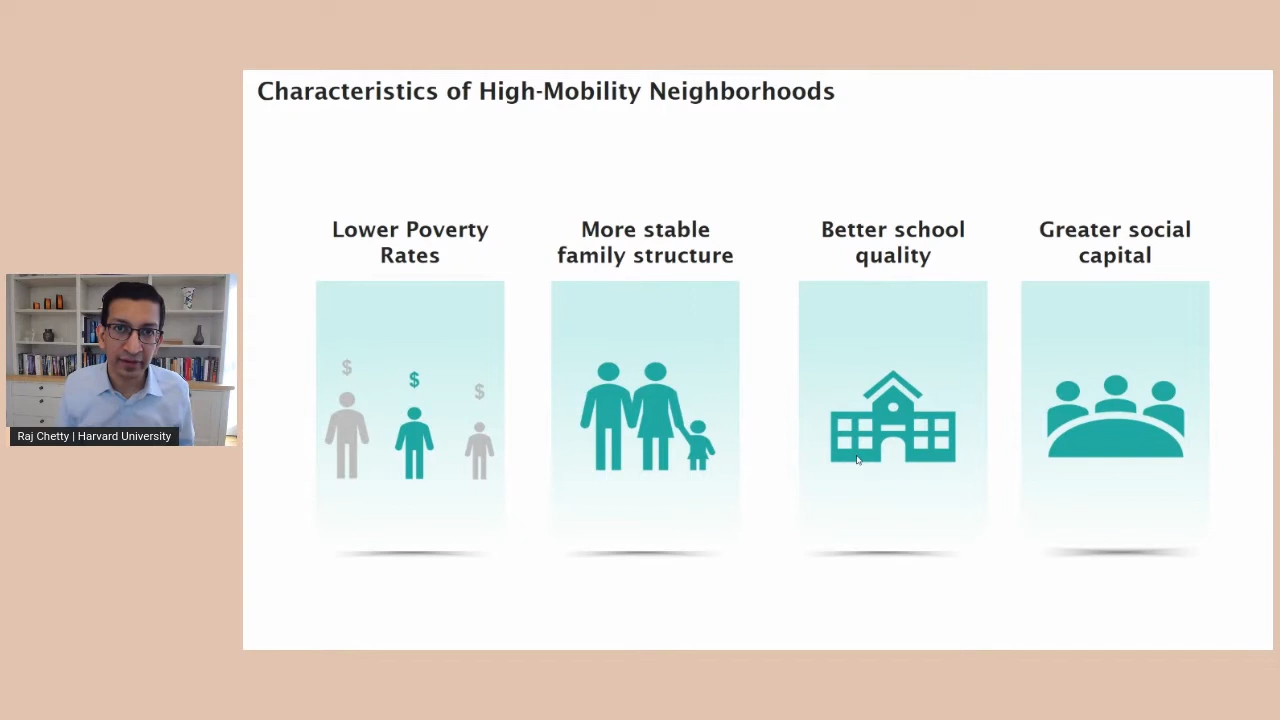 Characteristics of High-Mobility Neighborhoods
Lower Poverty
Rates
More stable
family structure
Better school
quality
Greater social
capital
$
$
$
Raj Chetty | Harvard University